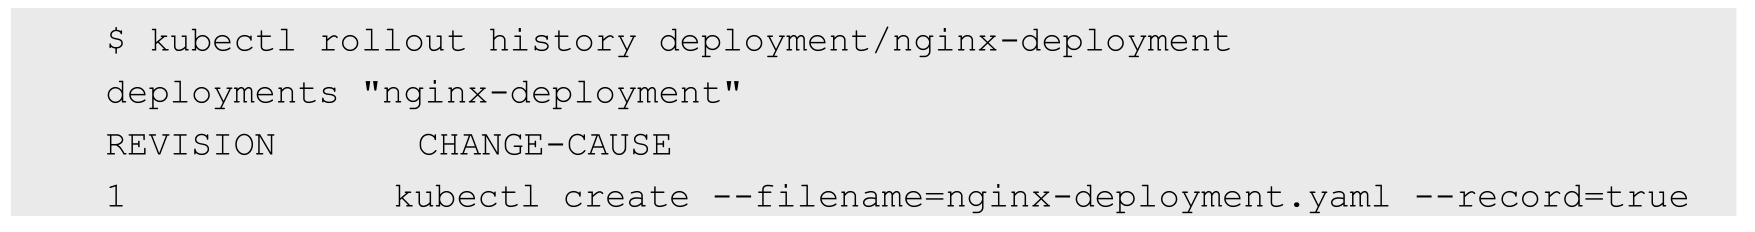 $ kubectl rollout history deployment/nginx-deployment
deployments "nginx-deployment"
REVISION CHANGE-CAUSE
1 kubectl create --filename=nginx-deployment.yaml --record=true